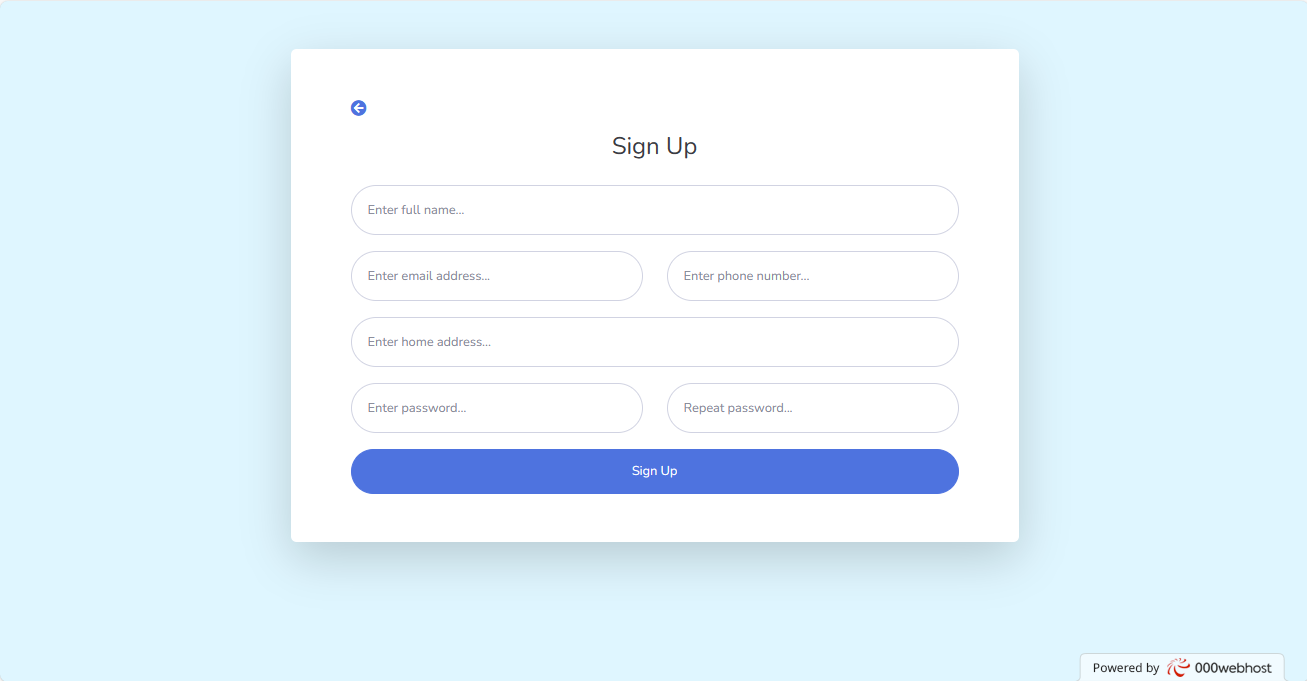 Sign Up
Enter full name...
Enter email address...
Enter phone number...
Enter home address...
Enter password...
Repeat password...
Sign Up
Powered by 000webhost